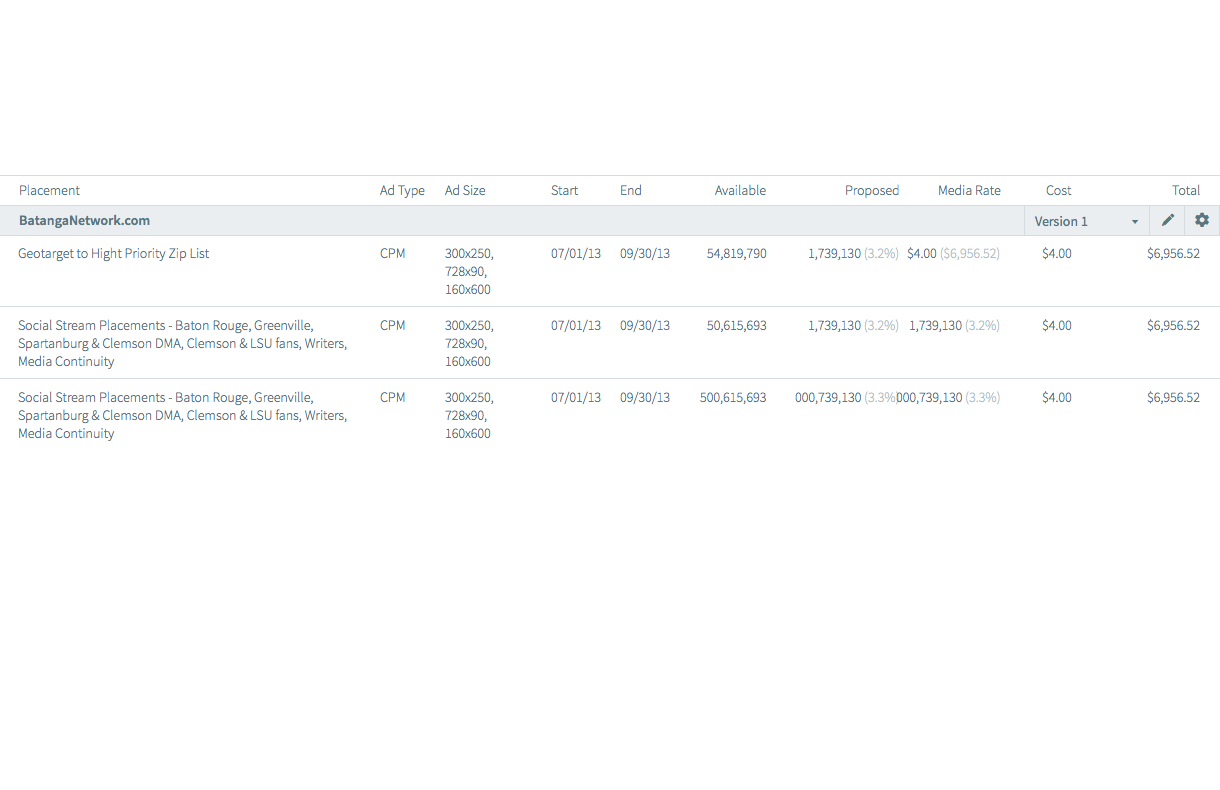 Placement Ad Type Ad Size Start End Available Proposed Media Rate Cost Total
BatangaNetwork.com Version 1
Geotarget to Hight Priority Zip List CPM 300x250, 07/01/13 09/30/13 54,819,790 1,739,130 (3.2%) $4.00 ($6,956.52) $4.00 $6,956.52
728x90,
160x600
Social Stream Placements - Baton Rouge, Greenville, CPM 300x250, 07/01/13 09/30/13 50,615,693 1,739,130 (3.2%) 1,739,130 (3.2%) $4.00 $6,956.52
Spartanburg & Clemson DMA, Clemson & LSU fans, Writers, 728x90,
Media Continuity 160x600
Social Stream Placements - Baton Rouge, Greenville, CPM 300x250, 07/01/13 09/30/13 500,615,693 000,739,130 (3.3%) 000,739,130 (3.3%) $4.00 $6,956.52
Spartanburg & Clemson DMA, Clemson & LSU fans, Writers, 728x90,
Media Continuity 160x600